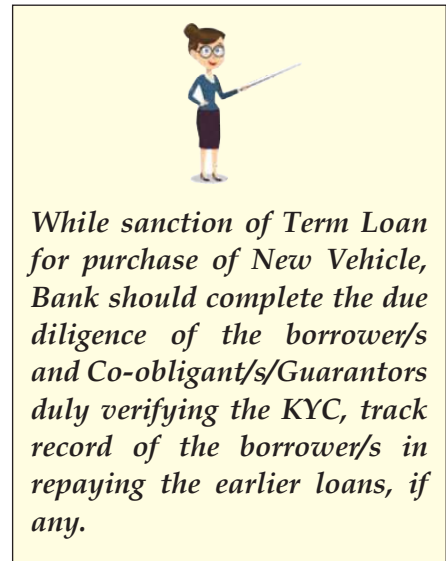 While sanction of Term Loan
for purchase of New Vehicle,
Bank should complete the due
diligence of the borrower/s
and Co-obligant/s/Guarantors
duly verifying the KYC, track
record of the borrower/s in
repaying the earlier loans, if
any.